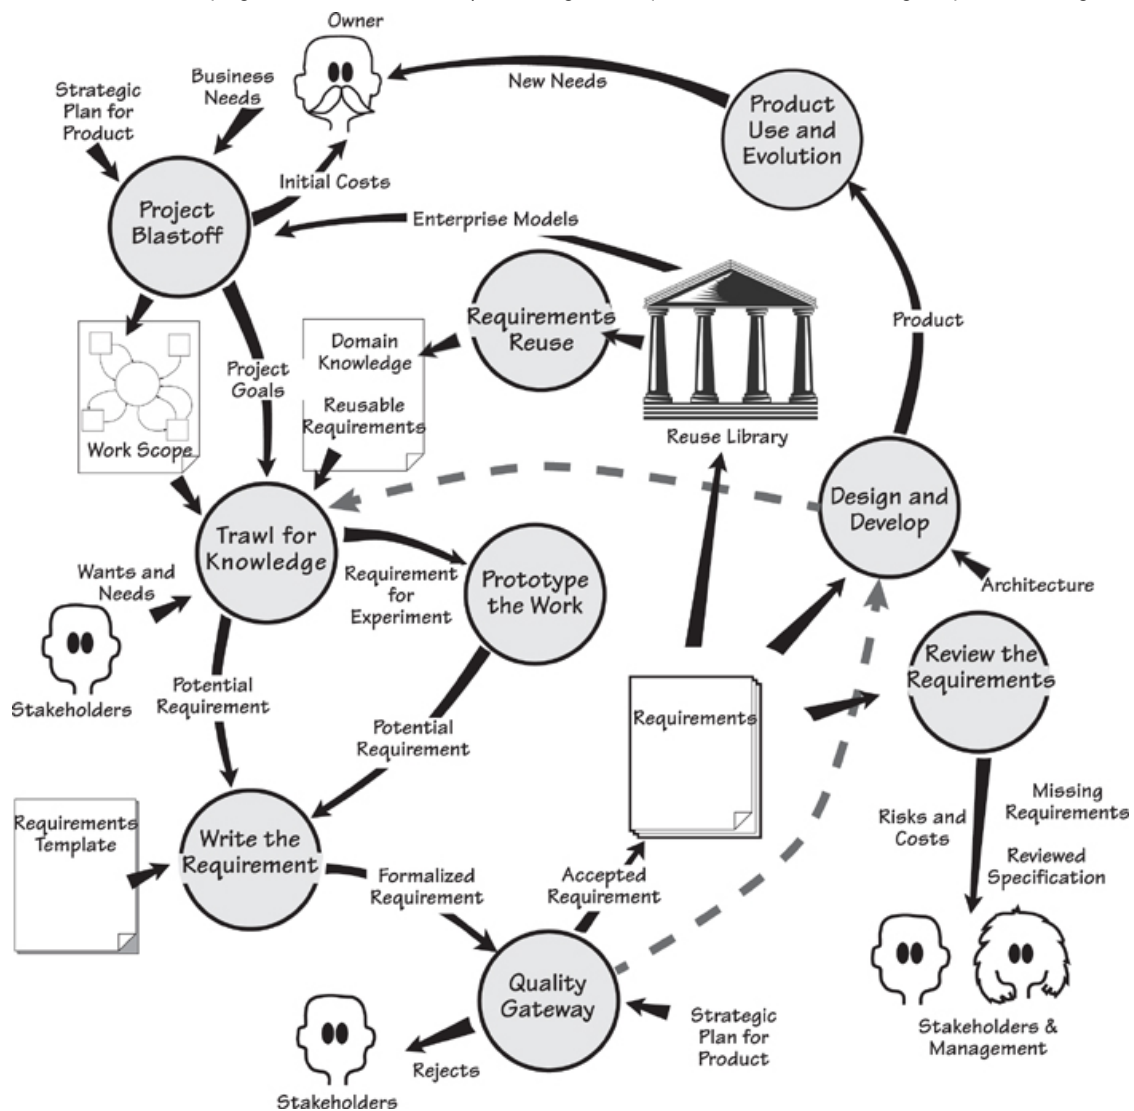 Owner
Business
Needs
New Needs
Strategic
Plan for
Product
Product
Use and
Evolution
Initial Costs
Project
Blastoff
Enterprise Models
Requirements
Reuse
Domain
Knowledge
Reusable
Requirements
Project
Goals
Product
Work Scope
Reuse Library
Design and
Develop
Trawl for
Knowledge
Requirement
for
Experiment
Prototype
the Work
Wants and
Needs
Architecture
Stakeholders
Review the
Requirements
Potential
Requirement
Potential
Requirement
Requirements
Requirements
Template
Write the
Requirement
Missing
Requirements
Risks and
Costs
Reviewed
Specification
Formalized
Requirement
Accepted
Requirement
Quality
Gateway
Strategic
Plan for
Product
Stakeholders &
Management
Rejects
Stakeholders